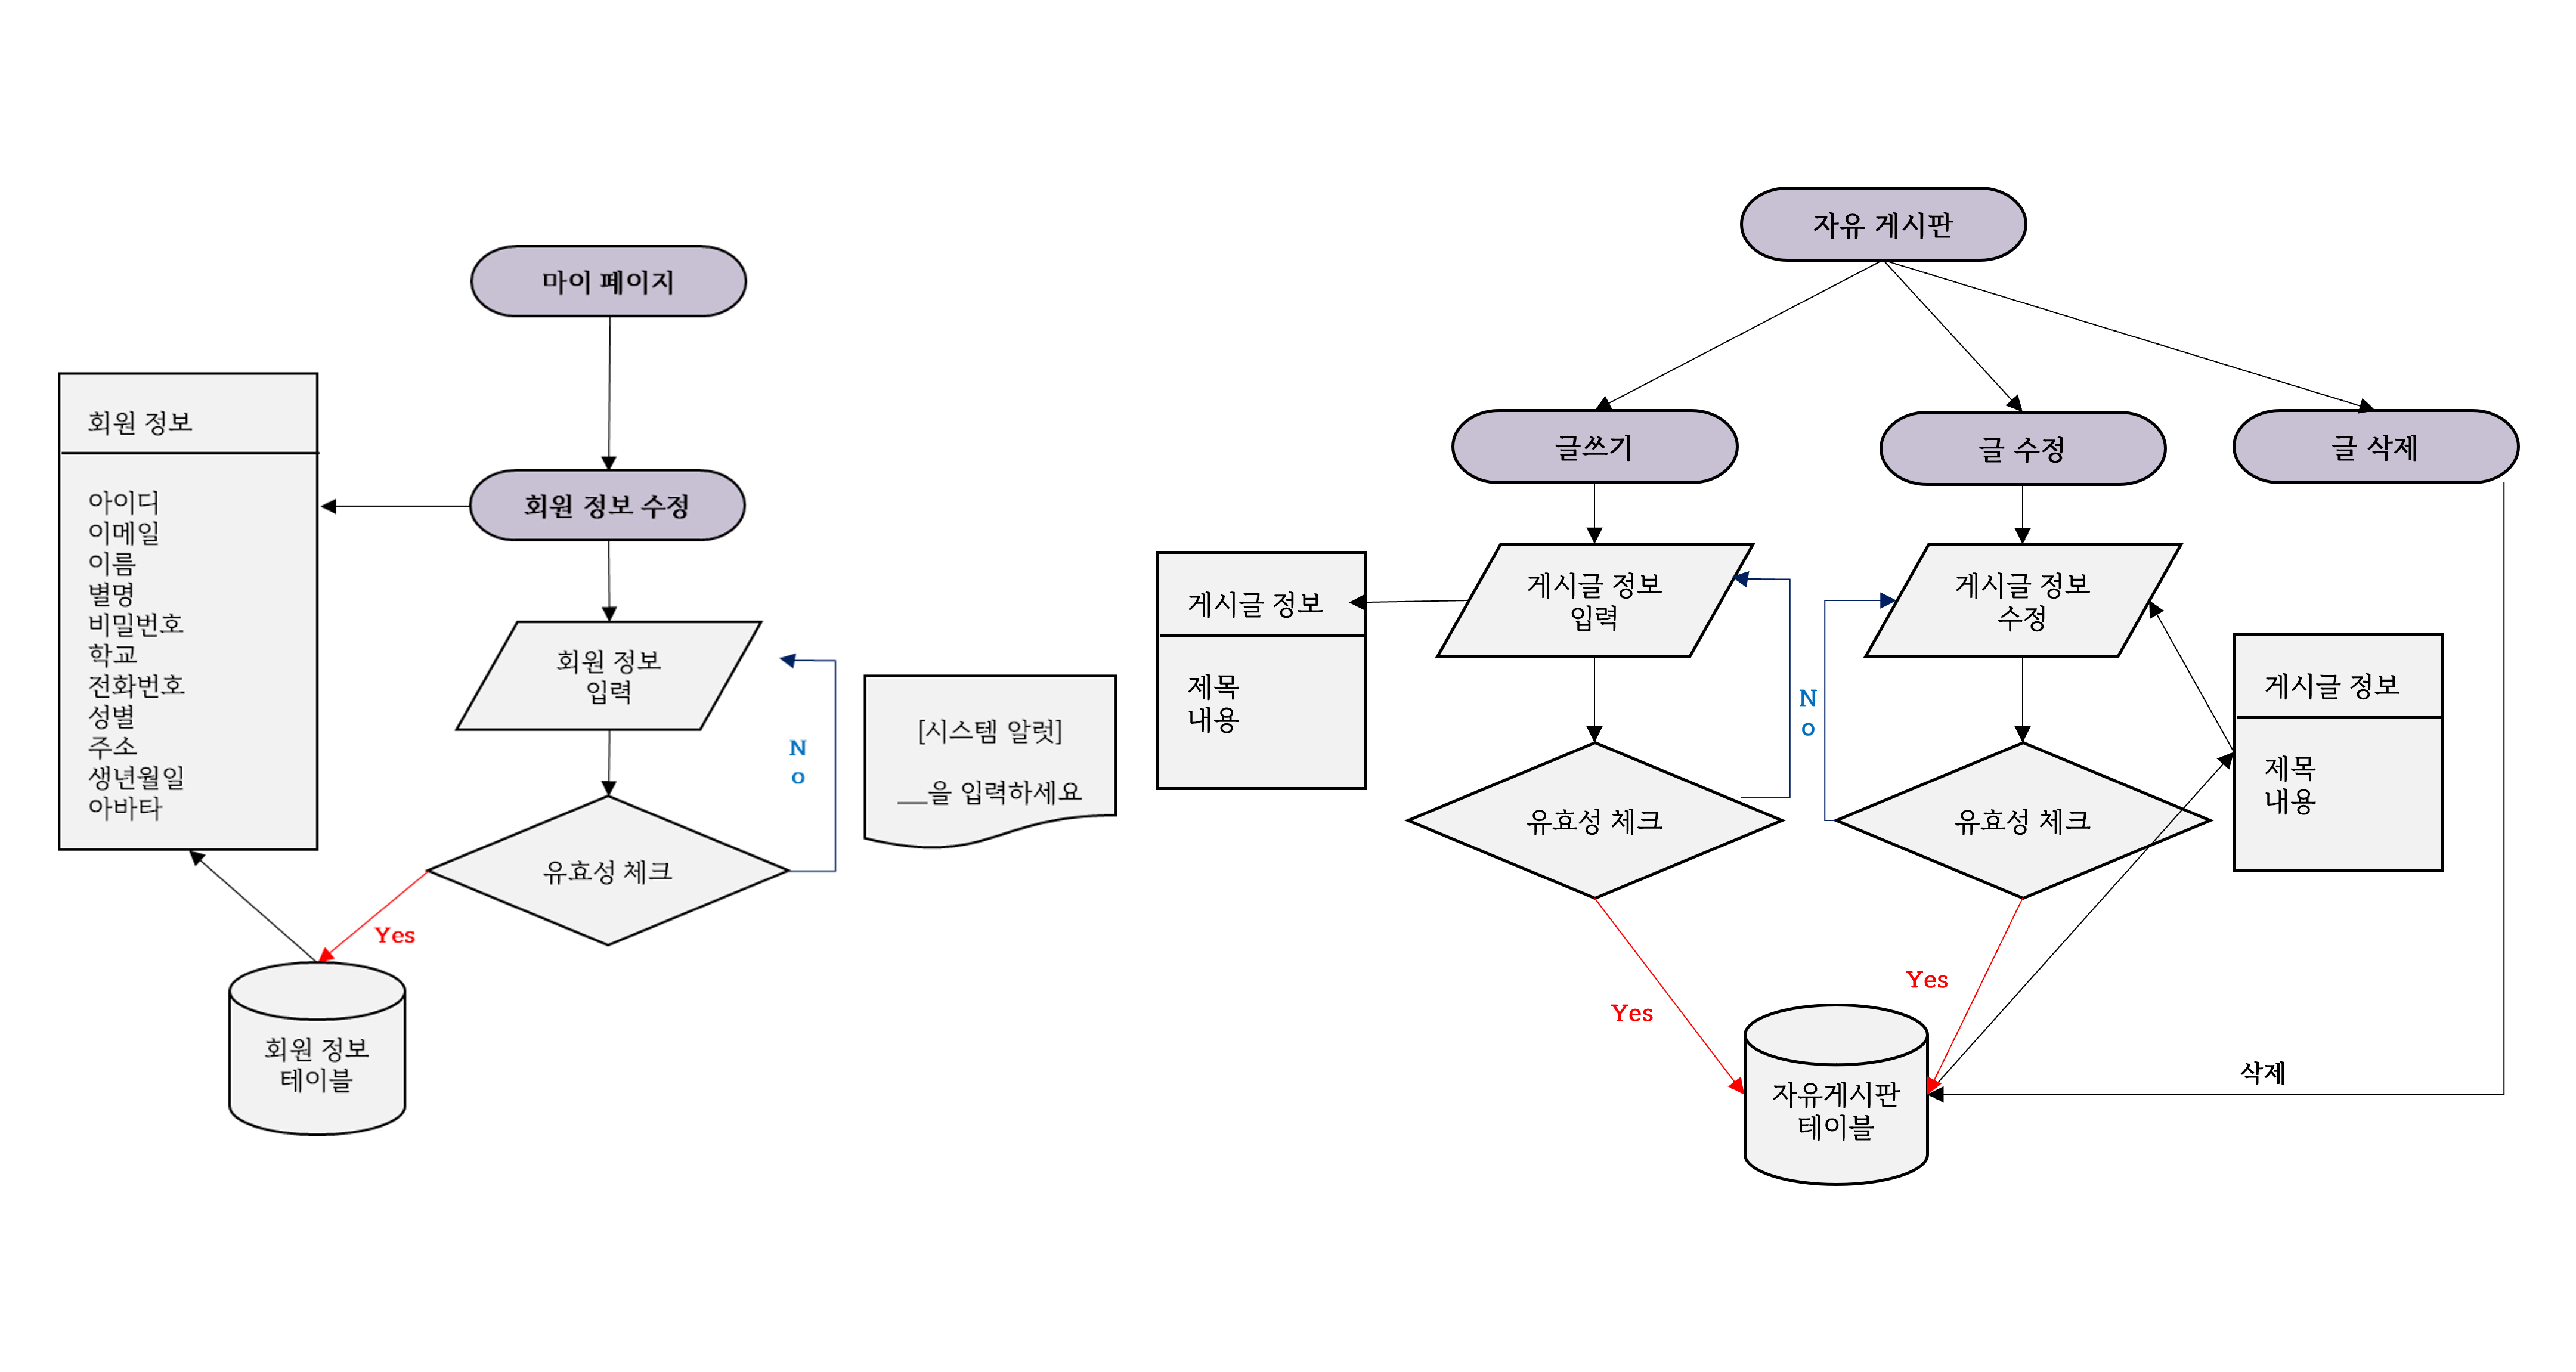 마이 페이지
회원 정보 수정
회원 정보
아이디
이메일
이름
별명
비밀번호
학교
전화번호
성별
주소
생년월일
아바타
회원 정보
입력
N
o
[시스템 알럿]
__을 입력하세요
유효성 체크
Yes
회원 정보
테이블
자유 게시판
글쓰기
글 수정
글 삭제
게시글 정보
제목
내용
게시글 정보
입력
게시글 정보
수정
N
o
게시글 정보
제목
내용
유효성 체크
유효성 체크
Yes
Yes
삭제
자유게시판
테이블